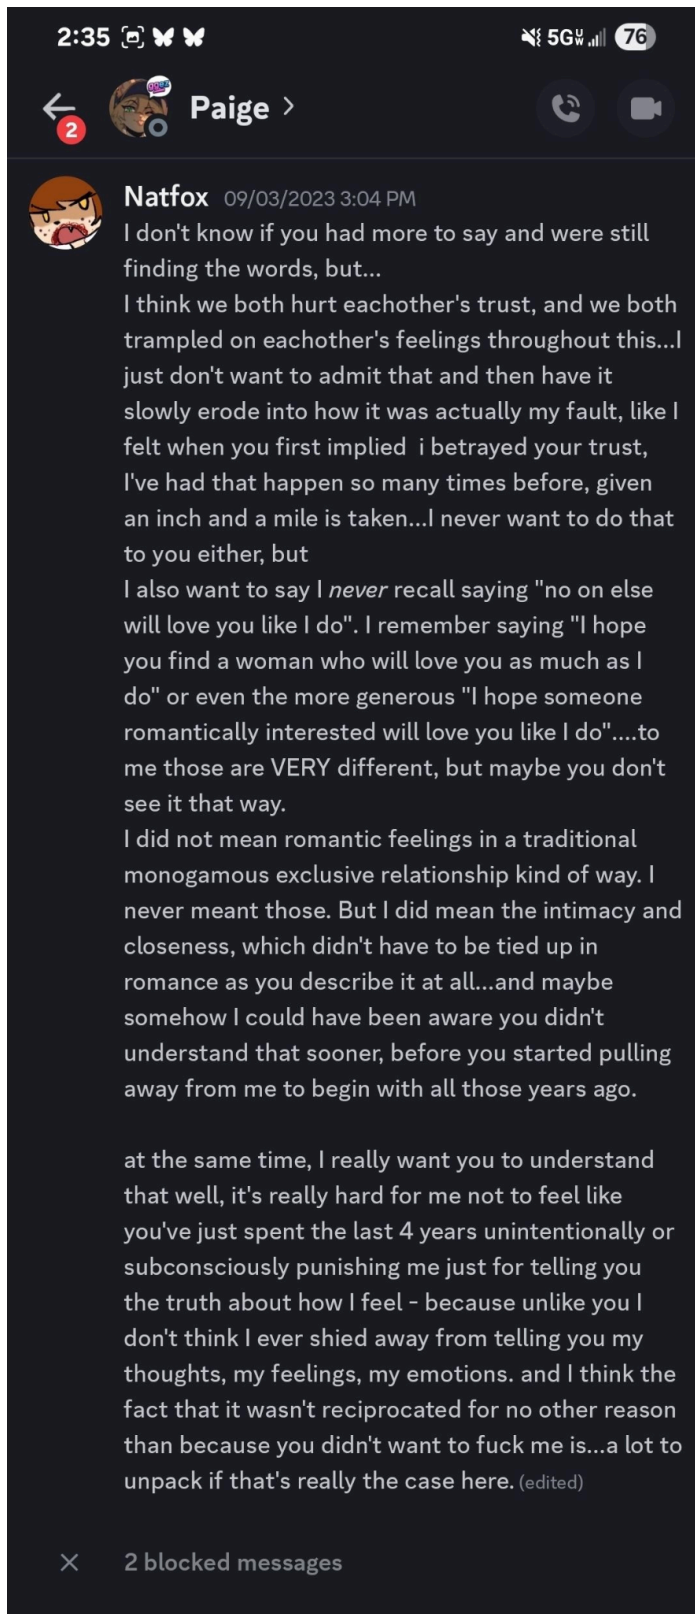 2:35
5G UW
76
2
Paige
Natfox 09/03/2023 3:04 PM
I don't know if you had more to say and were still
finding the words, but...
I think we both hurt eachother's trust, and we both
trampled on eachother's feelings throughout this...I
just don't want to admit that and then have it
slowly erode into how it was actually my fault, like I
felt when you first implied  i betrayed your trust,
I've had that happen so many times before, given
an inch and a mile is taken...I never want to do that
to you either, but
I also want to say I never recall saying "no on else
will love you like I do". I remember saying "I hope
you find a woman who will love you as much as I
do" or even the more generous "I hope someone
romantically interested will love you like I do"....to
me those are VERY different, but maybe you don't
see it that way.
I did not mean romantic feelings in a traditional
monogamous exclusive relationship kind of way. I
never meant those. But I did mean the intimacy and
closeness, which didn't have to be tied up in
romance as you describe it at all...and maybe
somehow I could have been aware you didn't
understand that sooner, before you started pulling
away from me to begin with all those years ago.
at the same time, I really want you to understand
that well, it's really hard for me not to feel like
you've just spent the last 4 years unintentionally or
subconsciously punishing me just for telling you
the truth about how I feel - because unlike you I
don't think I ever shied away from telling you my
thoughts, my feelings, my emotions. and I think the
fact that it wasn't reciprocated for no other reason
than because you didn't want to fuck me is...a lot to
unpack if that's really the case here. (edited)
2 blocked messages